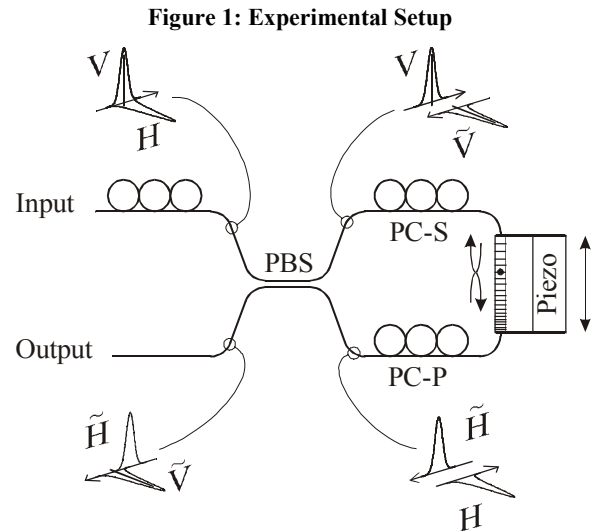 Figure 1: Experimental Setup
V
H
V
Ṽ
Input
PC-S
PBS
Piezo
Output
PC-P
H̃
Ṽ
H̃
H